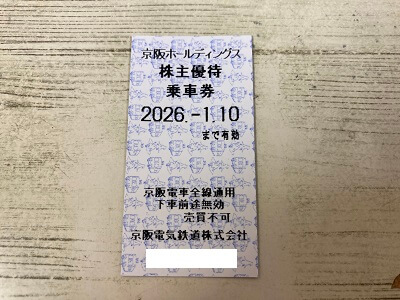 京阪ホールディングス
株主優待
乗車券
2026.-1.10
まで有効
京阪電車全線通用
下車前途無効
売買不可
京阪電気鉄道株式会社